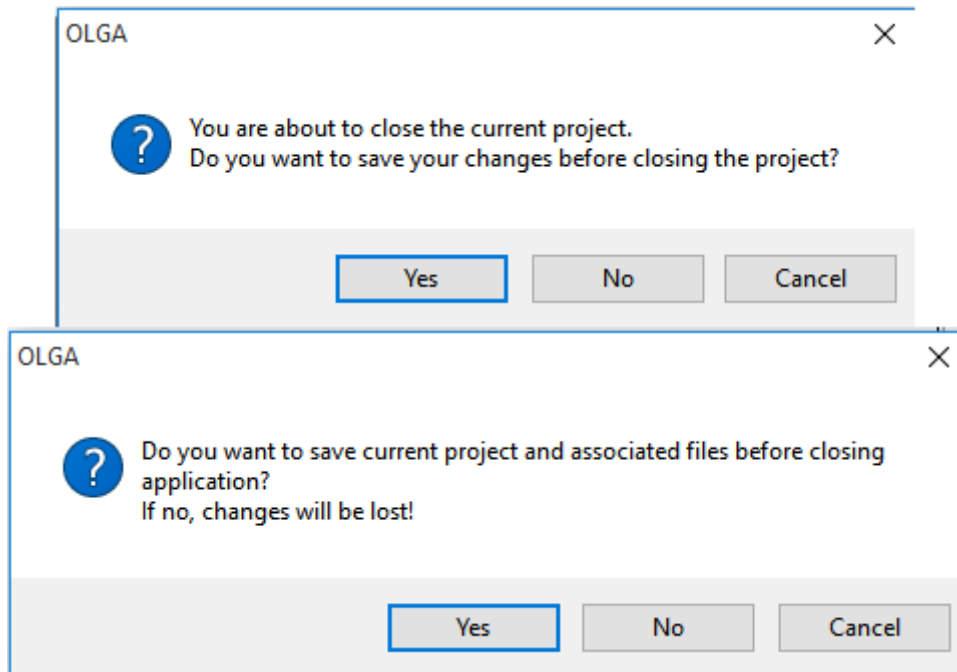 OLGA
You are about to close the current project.
Do you want to save your changes before closing the project?
Yes No Cancel
OLGA
Do you want to save current project and associated files before closing
application?
If no, changes will be lost!
Yes No Cancel